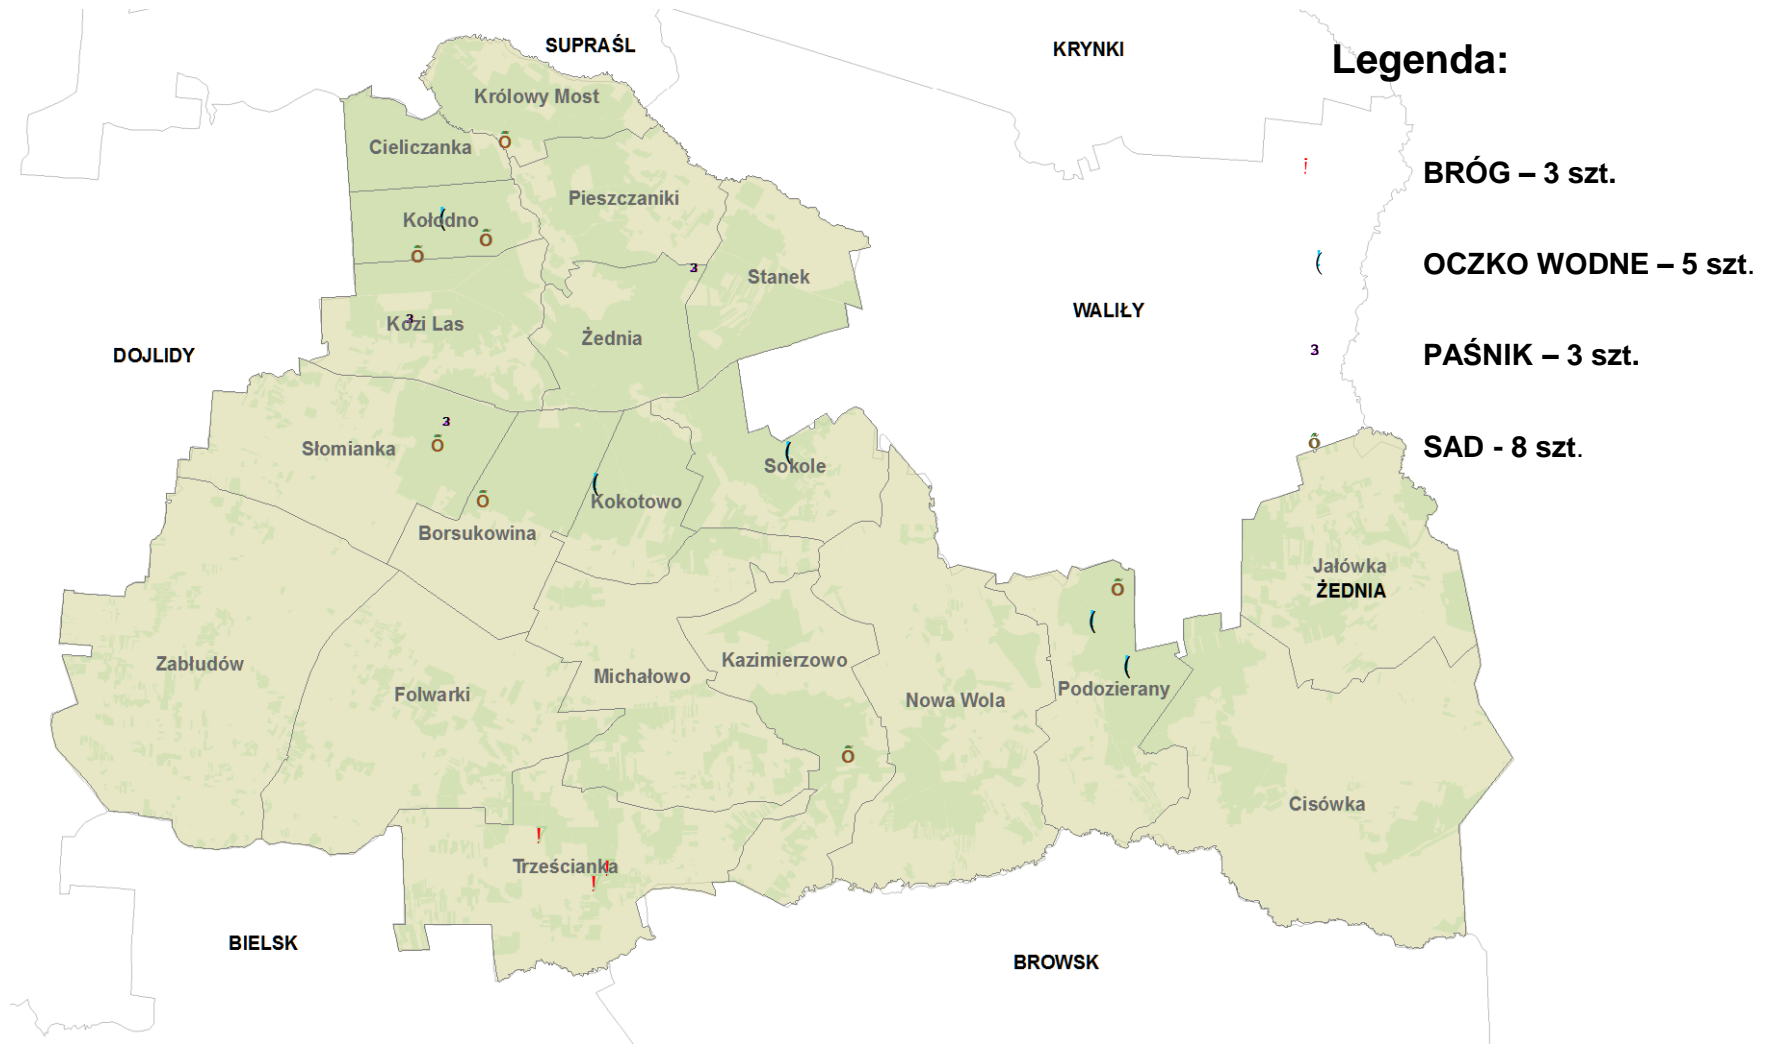 SUPRAŚL
KRYNKI
Legenda:
Królowy Most
Cieliczanka
BRÓG – 3 szt.
Pieszczaniki
Kołodno
OCZKO WODNE – 5 szt.
Stanek
WALIŁY
Kozi Las
Żednia
DOJLIDY
PAŚNIK – 3 szt.
Słomianka
Sokole
SAD - 8 szt.
Kokotowo
Borsukowina
Jałówka
ŻEDNIA
Zabłudów
Kazimierzowo
Michałowo
Folwarki
Podozierany
Nowa Wola
Cisówka
Trześcianka
BIELSK
BROWSK